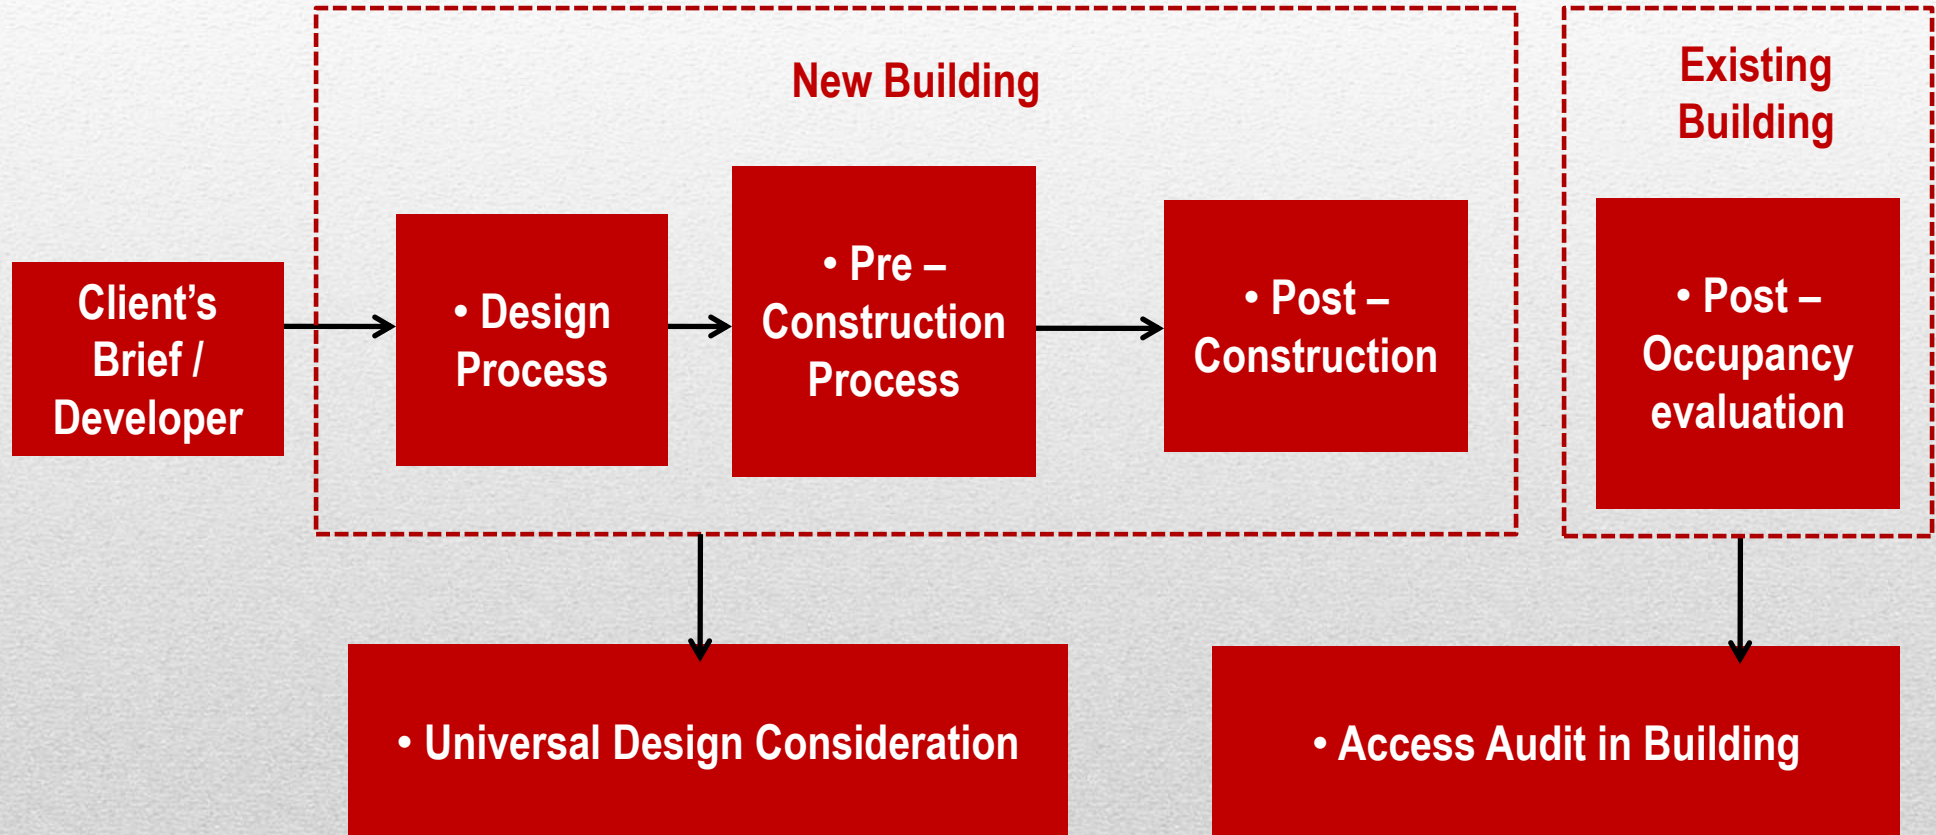 New Building
Existing
Building
Client’s
Brief /
Developer
• Design
Process
• Pre –
Construction
Process
• Post –
Construction
• Post –
Occupancy
evaluation
• Universal Design Consideration
• Access Audit in Building